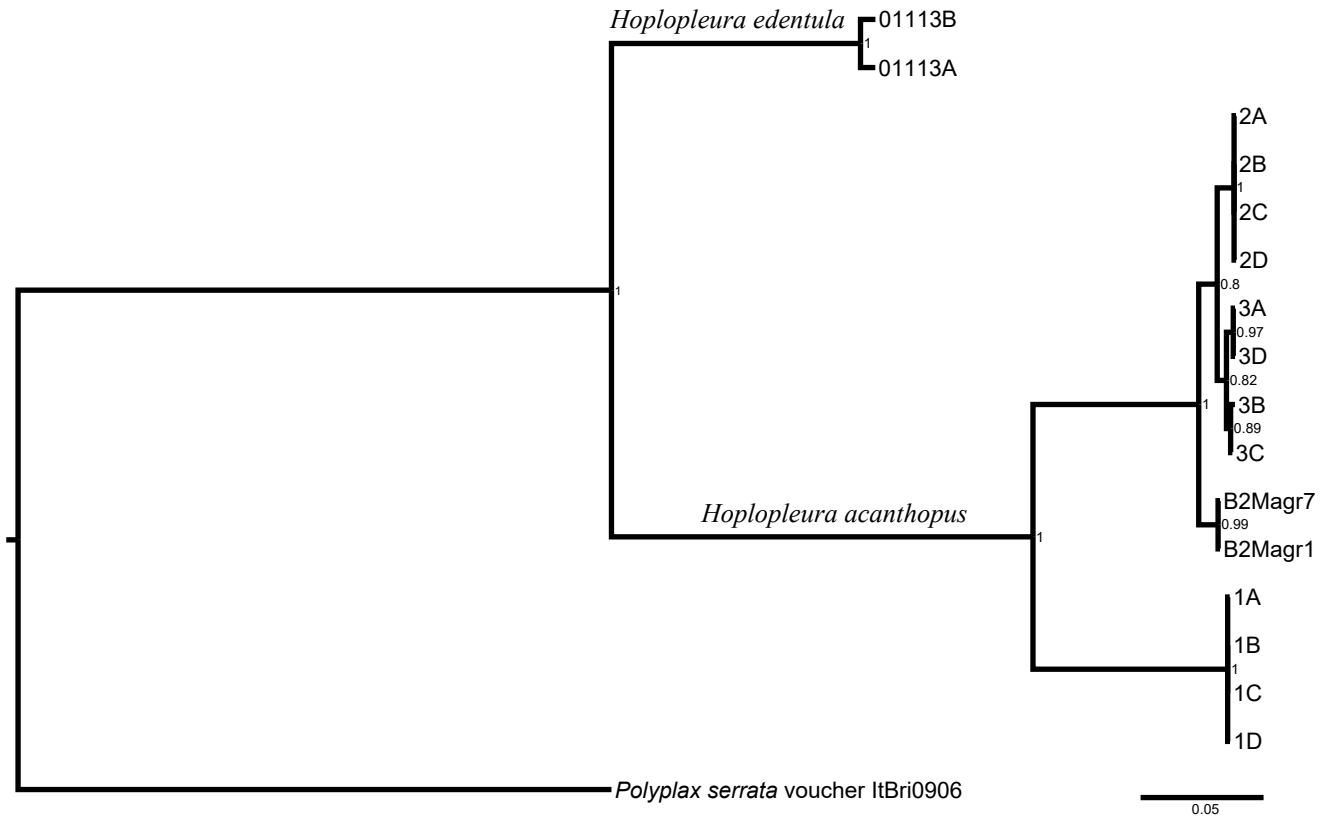 Hoplopleura edentula
01113B
1
01113A
2A
2B
1
2C
2D
0.8
1
3A
0.97
3D
0.82
3B
1
0.89
3C
B2Magr7
Hoplopleura acanthopus
0.99
1
B2Magr1
1A
1B
1
1C
1D
Polyplax serrata voucher ItBri0906
0.05